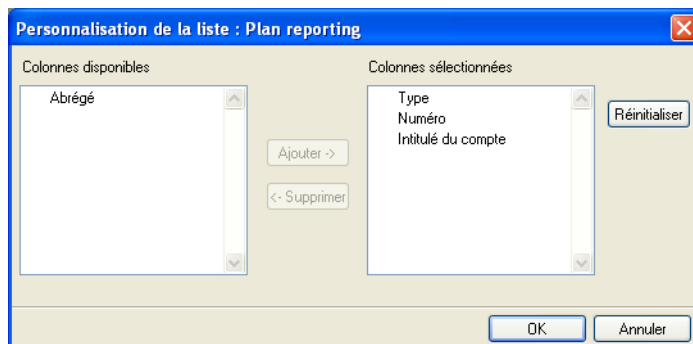 Personnalisation de la liste : Plan reporting
Colonnes disponibles
Colonnes sélectionnées
Abrégé
Type
Numéro
Intitulé du compte
Réinitialiser
Ajouter ->
<- Supprimer
OK
Annuler